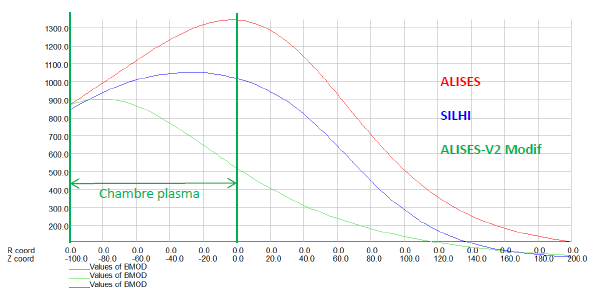 1300.0
1200.0
1100.0
1000.0
900.0
800.0
700.0
600.0
500.0
400.0
300.0
200.0
ALISES
SILHI
ALISES-V2 Modif
Chambre plasma
R coord 0.0 0.0 0.0 0.0 0.0 0.0 0.0 0.0 0.0 0.0 0.0 0.0 0.0 0.0 0.0 0.0
Z coord -100.0 -80.0 -60.0 -40.0 -20.0 0.0 20.0 40.0 60.0 80.0 100.0 120.0 140.0 160.0 180.0 200.0
Values of BMOD
Values of BMOD
Values of BMOD